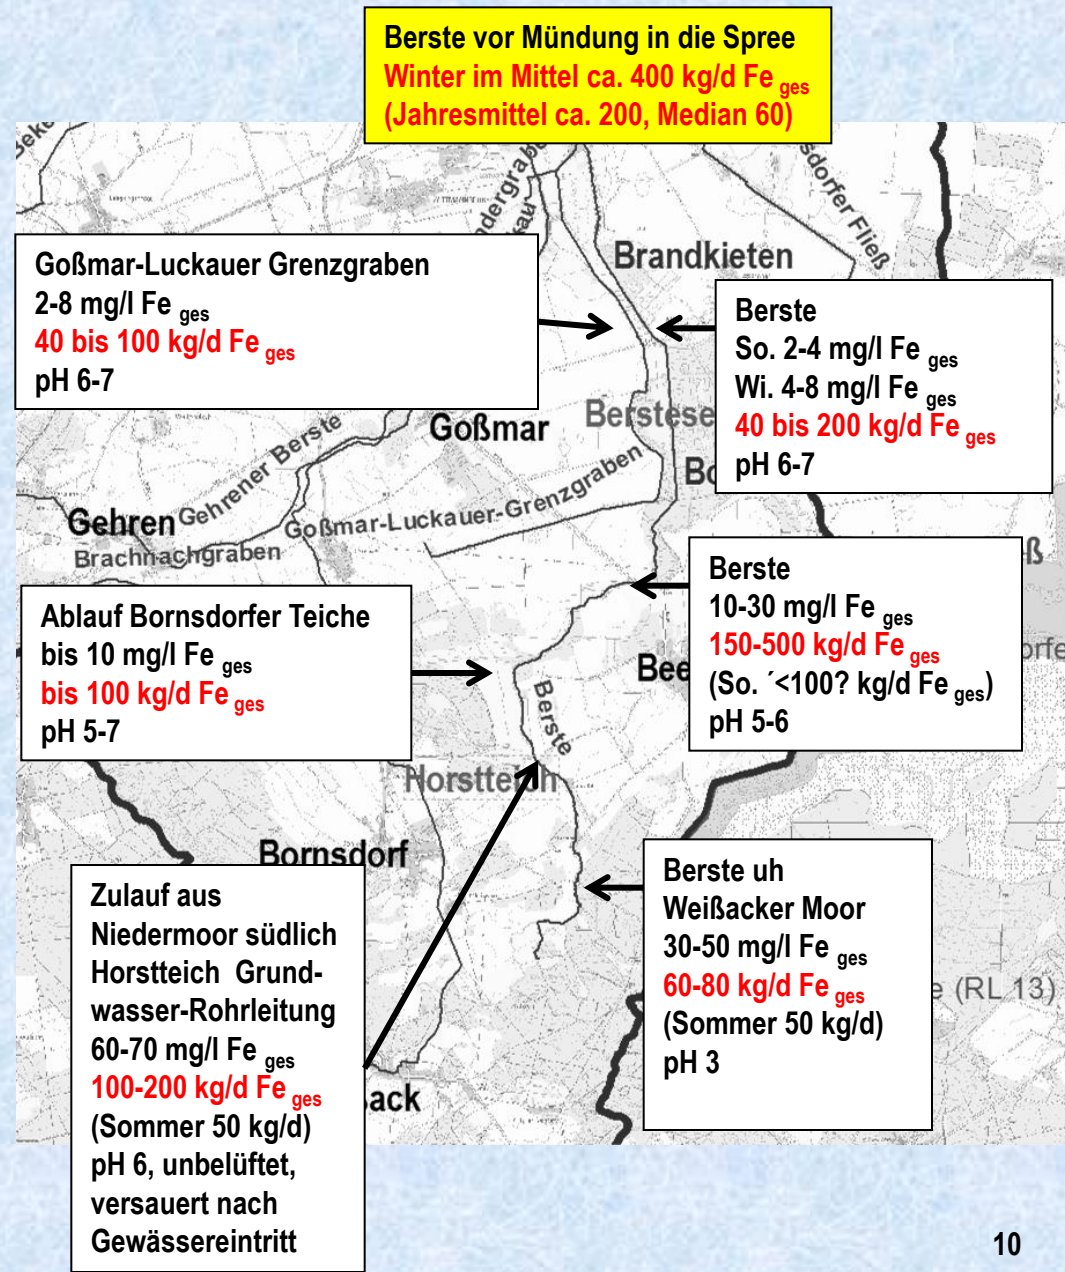 Berste vor Mündung in die Spree
Winter im Mittel ca. 400 kg/d Fe ges
(Jahresmittel ca. 200, Median 60)
Brandkieten
Goßmar-Luckauer Grenzgraben
2-8 mg/l Fe ges
40 bis 100 kg/d Fe ges
pH 6-7
Berste
So. 2-4 mg/l Fe ges
Wi. 4-8 mg/l Fe ges
40 bis 200 kg/d Fe ges
pH 6-7
Goßmar
Gehrener Berste
Gehren
Goßmar-Luckauer-Grenzgraben
Brachnachgraben
Berste
10-30 mg/l Fe ges
150-500 kg/d Fe ges
(So. ´<100? kg/d Fe ges)
pH 5-6
Ablauf Bornsdorfer Teiche
bis 10 mg/l Fe ges
bis 100 kg/d Fe ges
pH 5-7
Berste
Horstteich
Bornsdorf
Zulauf aus
Niedermoor südlich
Horstteich Grund-
wasser-Rohrleitung
60-70 mg/l Fe ges
100-200 kg/d Fe ges
(Sommer 50 kg/d)
pH 6, unbelüftet,
versauert nach
Gewässereintritt
Berste uh
Weißacker Moor
30-50 mg/l Fe ges
60-80 kg/d Fe ges
(Sommer 50 kg/d)
pH 3
(RL 13)
10